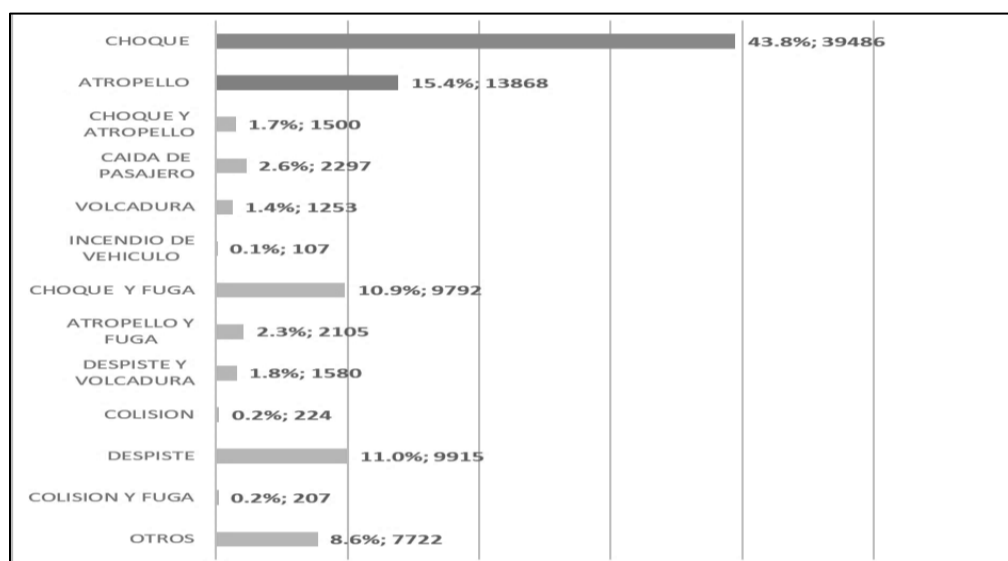 CHOQUE 43.8%; 39486
ATROPELLO 15.4%; 13868
CHOQUE Y
ATROPELLO 1.7%; 1500
CAIDA DE
PASAJERO 2.6%; 2297
VOLCADURA 1.4%; 1253
INCENDIO DE
VEHICULO 0.1%; 107
CHOQUE Y FUGA 10.9%; 9792
ATROPELLO Y
FUGA 2.3%; 2105
DESPISTE Y
VOLCADURA 1.8%; 1580
COLISION 0.2%; 224
DESPISTE 11.0%; 9915
COLISION Y FUGA 0.2%; 207
OTROS 8.6%; 7722